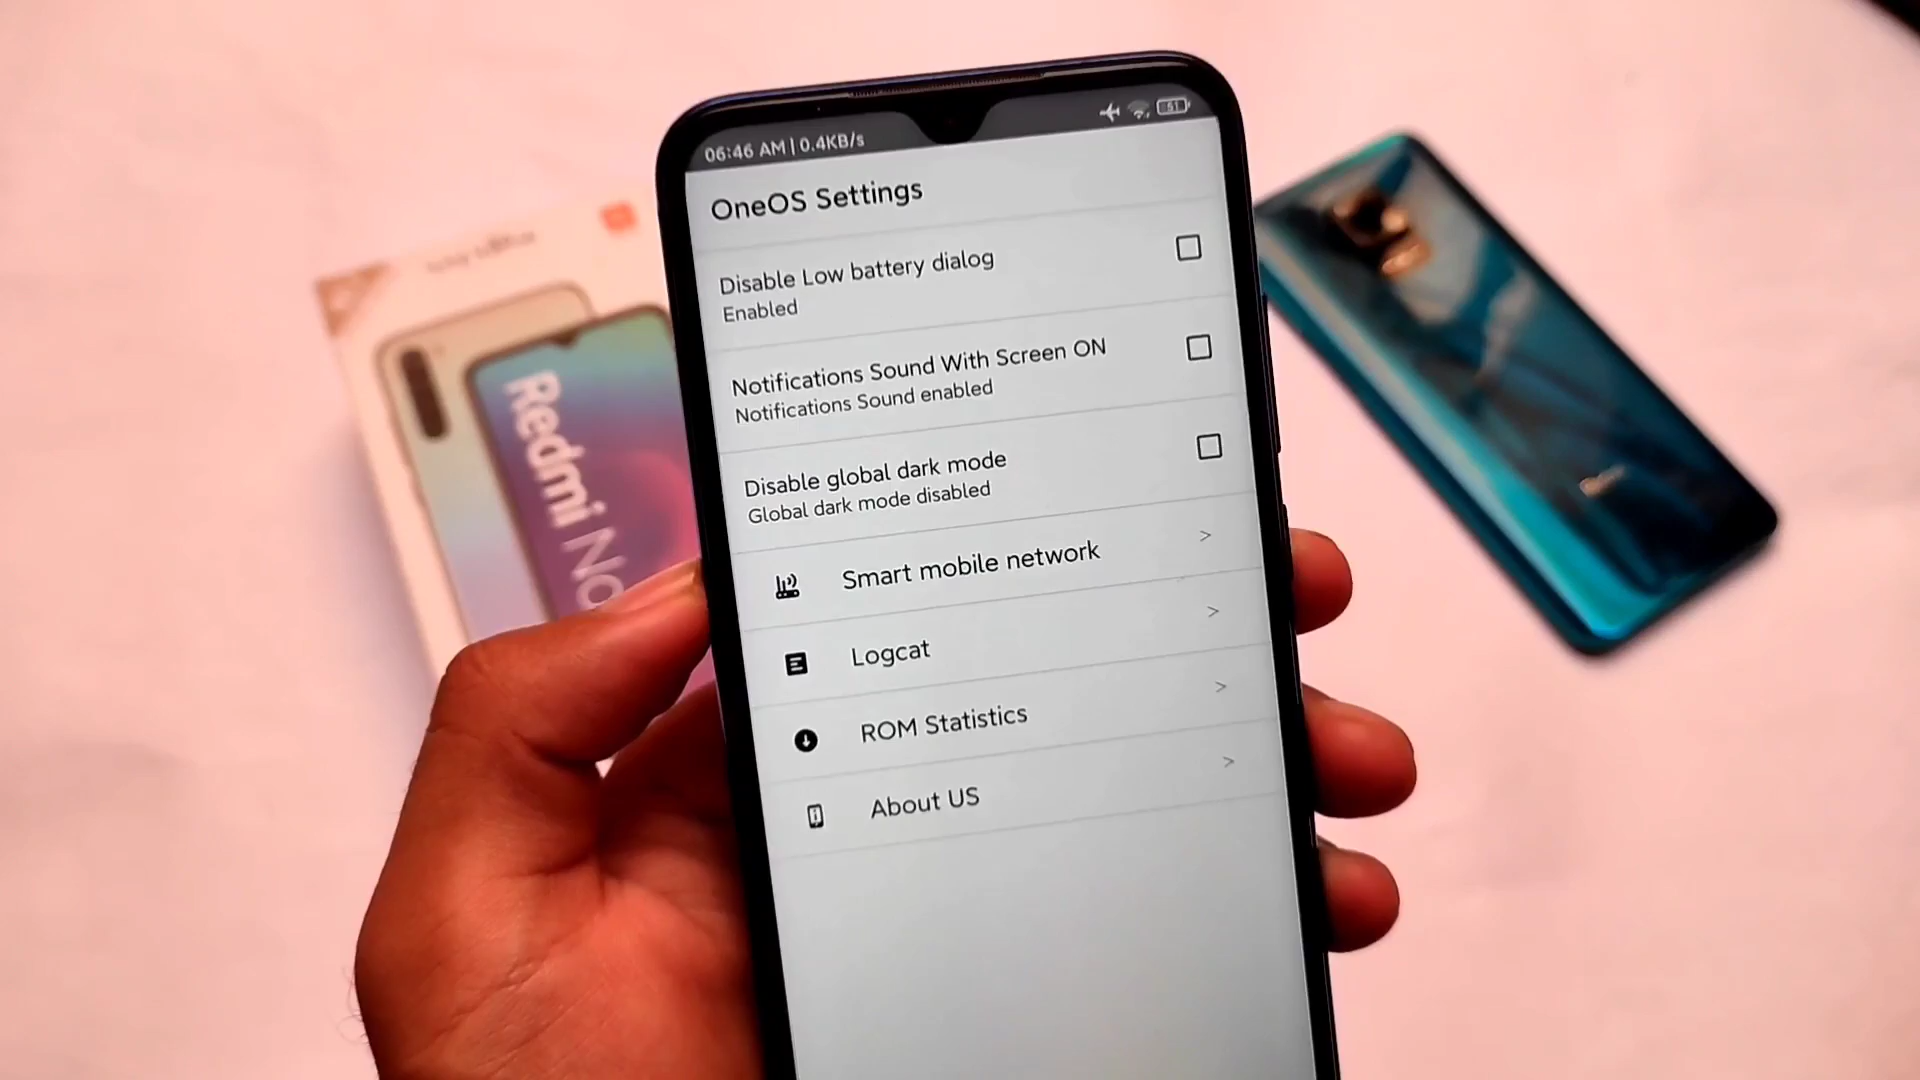 06:46 AM | 0.4KB/s
51
OneOS Settings
Disable Low battery dialog
Enabled
Notifications Sound With Screen ON
Notifications Sound enabled
Disable global dark mode
Global dark mode disabled
Smart mobile network >
Logcat >
ROM Statistics >
About US >
Redmi No